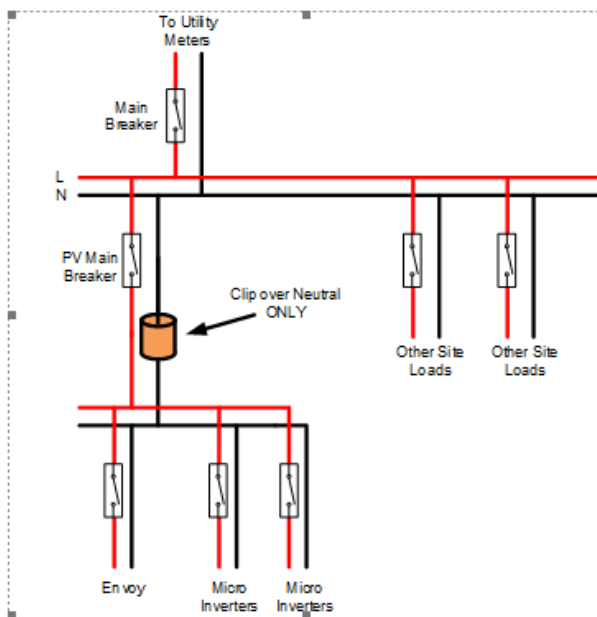 To Utility
Meters
Main
Breaker
L
N
PV Main
Breaker
Clip over Neutral
ONLY
Other Site
Loads
Other Site
Loads
Envoy
Micro
Inverters
Micro
Inverters